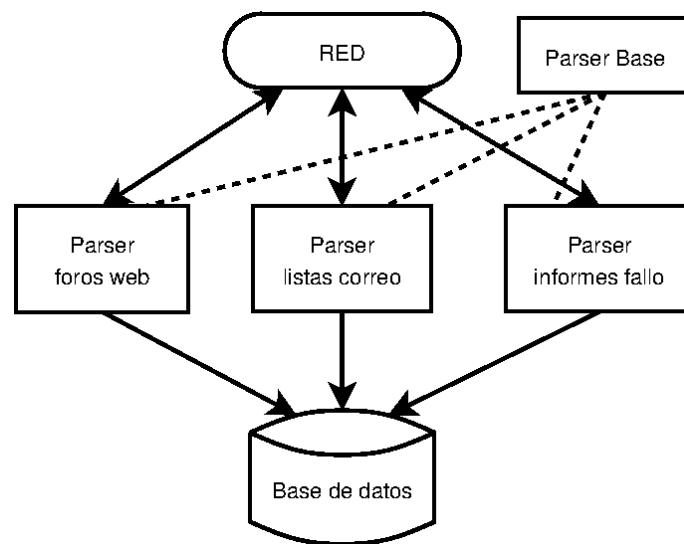 RED
Parser Base
Parser
foros web
Parser
listas correo
Parser
informes fallo
Base de datos